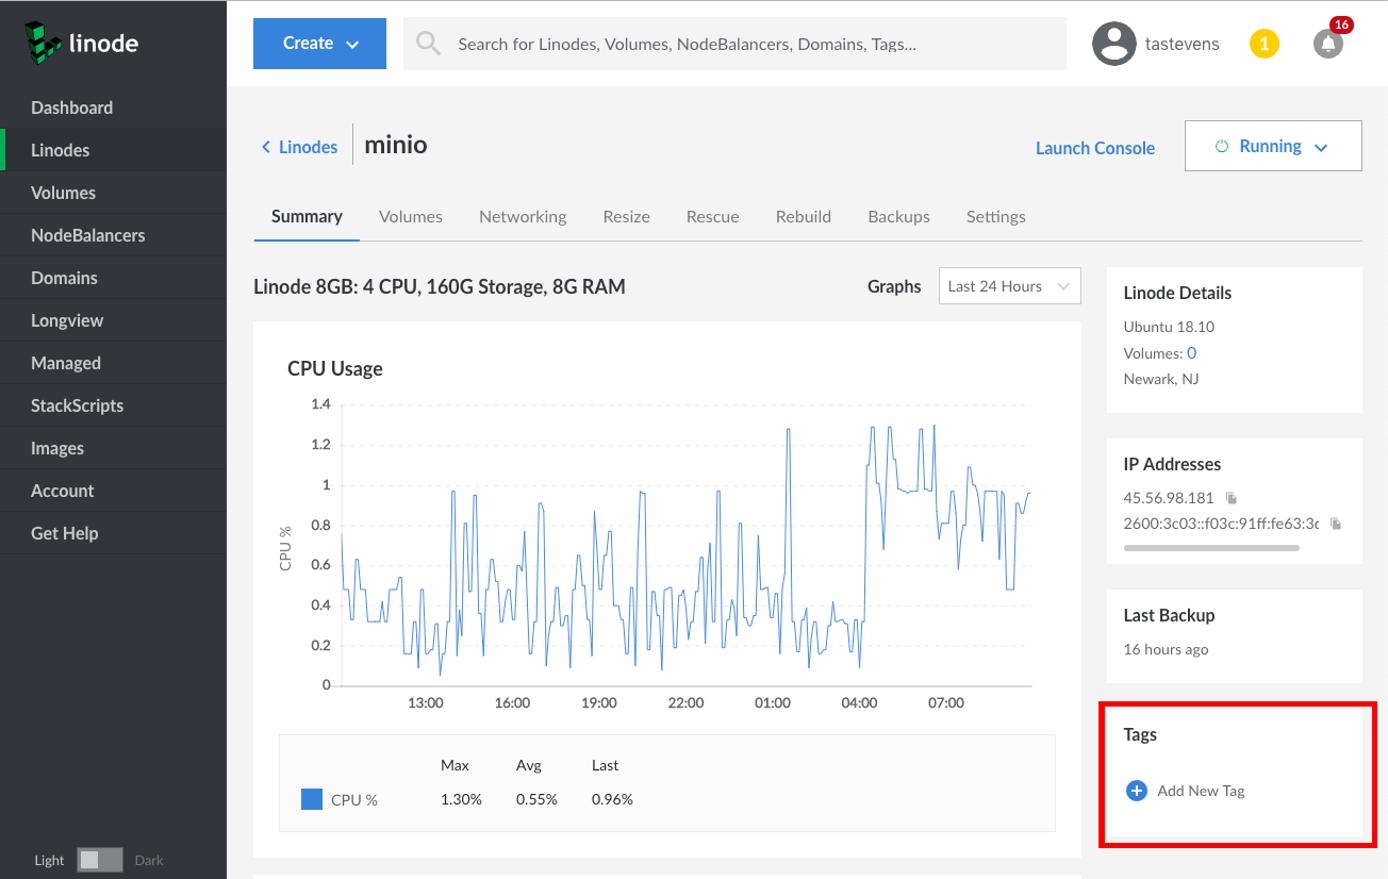 linode
Create
Search for Linodes, Volumes, NodeBalancers, Domains, Tags...
tastevens
1
16
Dashboard
Linodes
Volumes
NodeBalancers
Domains
Longview
Managed
StackScripts
Images
Account
Get Help
Light
Dark
Linodes
minio
Launch Console
Running
Summary Volumes Networking Resize Rescue Rebuild Backups Settings
Linode 8GB: 4 CPU, 160G Storage, 8G RAM
Graphs
Last 24 Hours
CPU Usage
CPU %
1.4
1.2
1
0.8
0.6
0.4
0.2
0
13:00 16:00 19:00 22:00 01:00 04:00 07:00
Max Avg Last
CPU % 1.30% 0.55% 0.96%
Linode Details
Ubuntu 18.10
Volumes: 0
Newark, NJ
IP Addresses
45.56.98.181
2600:3c03::f03c:91ff:fe63:3c
Last Backup
16 hours ago
Tags
Add New Tag